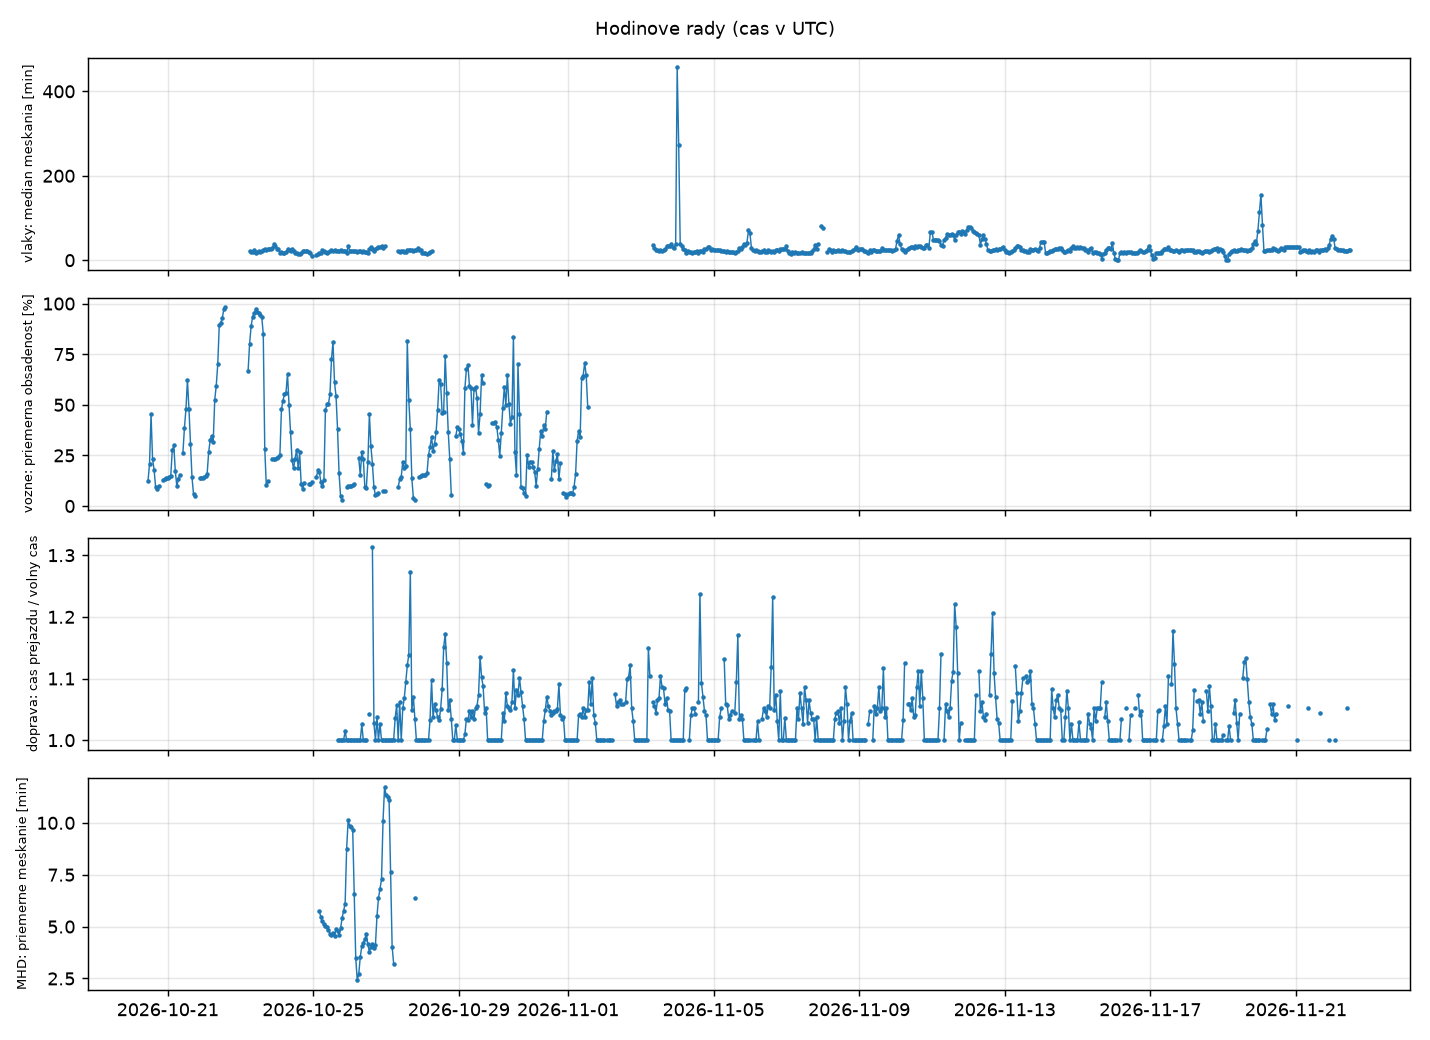 Hodinove rady (cas v UTC)
vlaky: median meskania [min]
400
200
0
vozne: priemerna obsadenost [%]
100
75
50
25
0
doprava: cas prejazdu / volny cas
1.3
1.2
1.1
1.0
MHD: priemerne meskanie [min]
10.0
7.5
5.0
2.5
2026-10-21 2026-10-25 2026-10-29 2026-11-01 2026-11-05 2026-11-09 2026-11-13 2026-11-17 2026-11-21